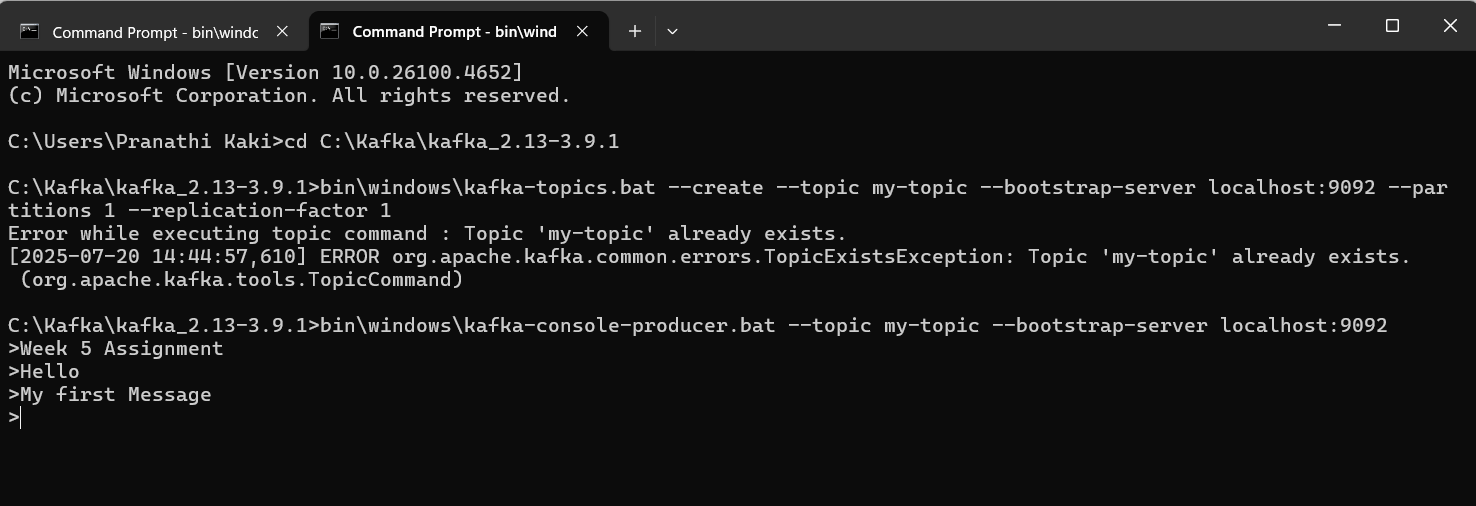 Command Prompt - bin\windc
Command Prompt - bin\wind
Microsoft Windows [Version 10.0.26100.4652]
(c) Microsoft Corporation. All rights reserved.
C:\Users\Pranathi Kaki>cd C:\Kafka\kafka_2.13-3.9.1
C:\Kafka\kafka_2.13-3.9.1>bin\windows\kafka-topics.bat --create --topic my-topic --bootstrap-server localhost:9092 --par
titions 1 --replication-factor 1
Error while executing topic command : Topic 'my-topic' already exists.
[2025-07-20 14:44:57,610] ERROR org.apache.kafka.common.errors.TopicExistsException: Topic 'my-topic' already exists.
 (org.apache.kafka.tools.TopicCommand)
C:\Kafka\kafka_2.13-3.9.1>bin\windows\kafka-console-producer.bat --topic my-topic --bootstrap-server localhost:9092
>Week 5 Assignment
>Hello
>My first Message
>